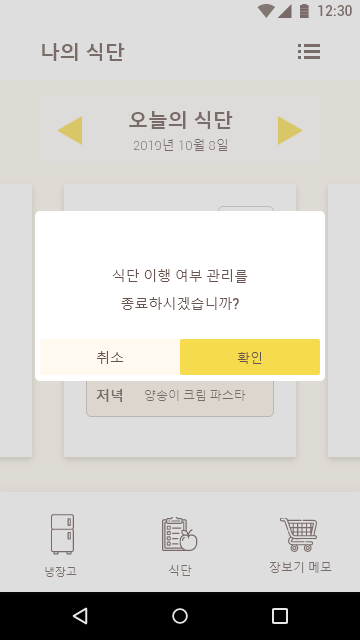 12:30
나의 식단
오늘의 식단
2019년 10월 8일
식단 이행 여부 관리를
종료하시겠습니까?
취소 확인
저녁 양송이 크림 파스타
냉장고 식단 장보기 메모